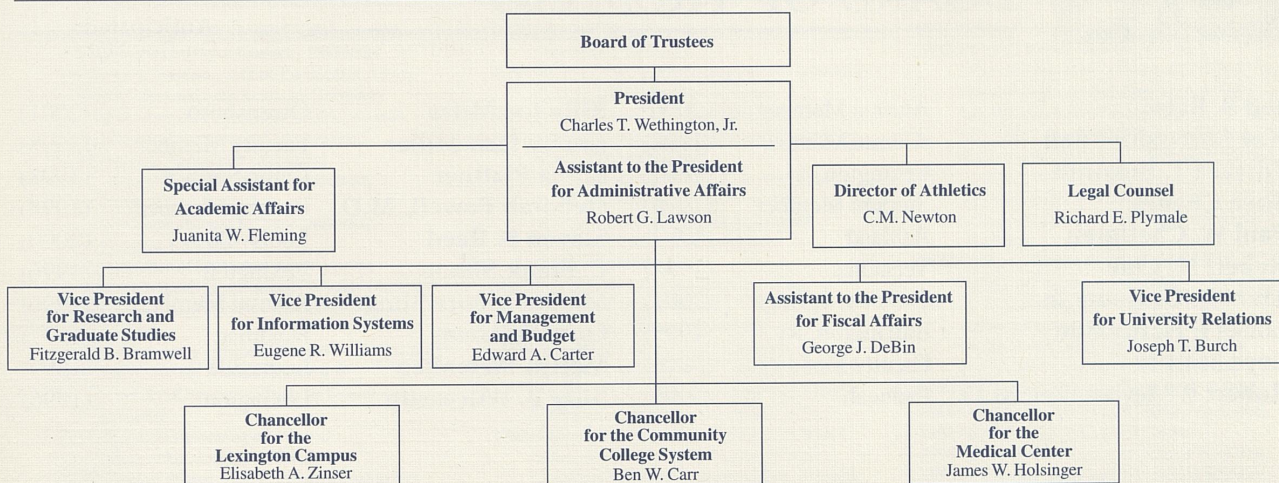 Board of Trustees
President
Charles T. Wethington, Jr.
Assistant to the President
for Administrative Affairs
Robert G. Lawson
Special Assistant for
Academic Affairs
Juanita W. Fleming
Director of Athletics
C.M. Newton
Legal Counsel
Richard E. Plymale
Vice President
for Research and
Graduate Studies
Fitzgerald B. Bramwell
Vice President
for Information Systems
Eugene R. Williams
Vice President
for Management
and Budget
Edward A. Carter
Assistant to the President
for Fiscal Affairs
George J. DeBin
Vice President
for University Relations
Joseph T. Burch
Chancellor
for the
Lexington Campus
Elisabeth A. Zinser
Chancellor
for the Community
College System
Ben W. Carr
Chancellor
for the
Medical Center
James W. Holsinger